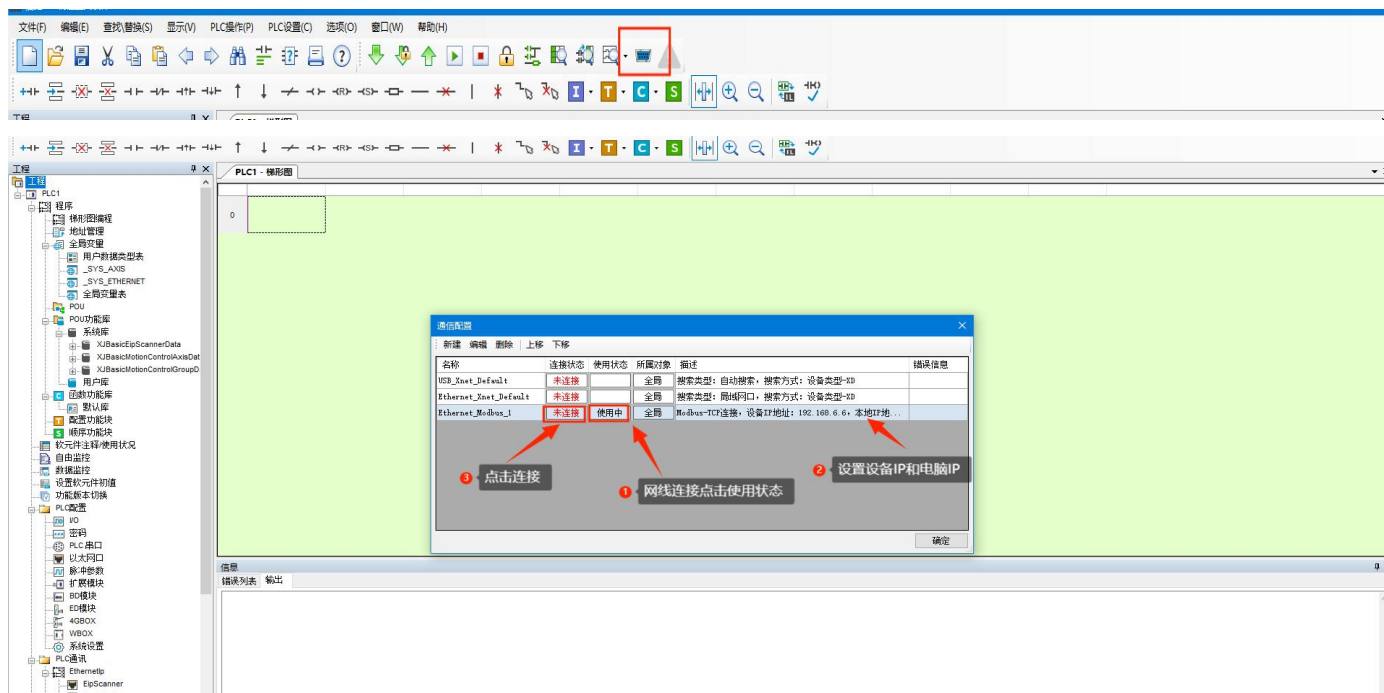 文件(F) 编辑(E) 查找\替换(S) 显示(V) PLC操作(P) PLC设置(C) 选项(O) 窗口(W) 帮助(H)
I T C S
工程
I T C S
工程
PLC1 - 梯形图
工程
PLC1
程序
梯形图编程
地址管理
全局变量
用户数据类型表
_SYS_AXIS
_SYS_ETHERNET
全局变量表
POU
POU功能库
系统库
XJBasicEipScannerData
XJBasicMotionControlAxisDat
XJBasicMotionControlGroupD
用户库
函数功能库
默认库
配置功能块
顺序功能块
软元件注释/使用状况
自由监控
数据监控
设置软元件初值
功能版本切换
PLC配置
I/O
密码
PLC 串口
以太网口
脉冲参数
扩展模块
BD模块
ED模块
4GBOX
WBOX
系统设置
PLC通讯
EthernetIp
EipScanner
0
通信配置
新建 编辑 删除 上移 下移
名称 连接状态 使用状态 所属对象 描述 错误信息
USB_Xnet_Default 未连接 全局 搜索类型: 自动搜索, 搜索方式: 设备类型-XD
Ethernet_Xnet_Default 未连接 全局 搜索类型: 局域网口, 搜索方式: 设备类型-XD
Ethernet_Modbus_1 未连接 使用中 全局 Modbus-TCP连接, 设备IP地址: 192.168.6.6, 本地IP地...
3 点击连接
1 网线连接点击使用状态
2 设置设备IP和电脑IP
确定
信息
错误列表 输出